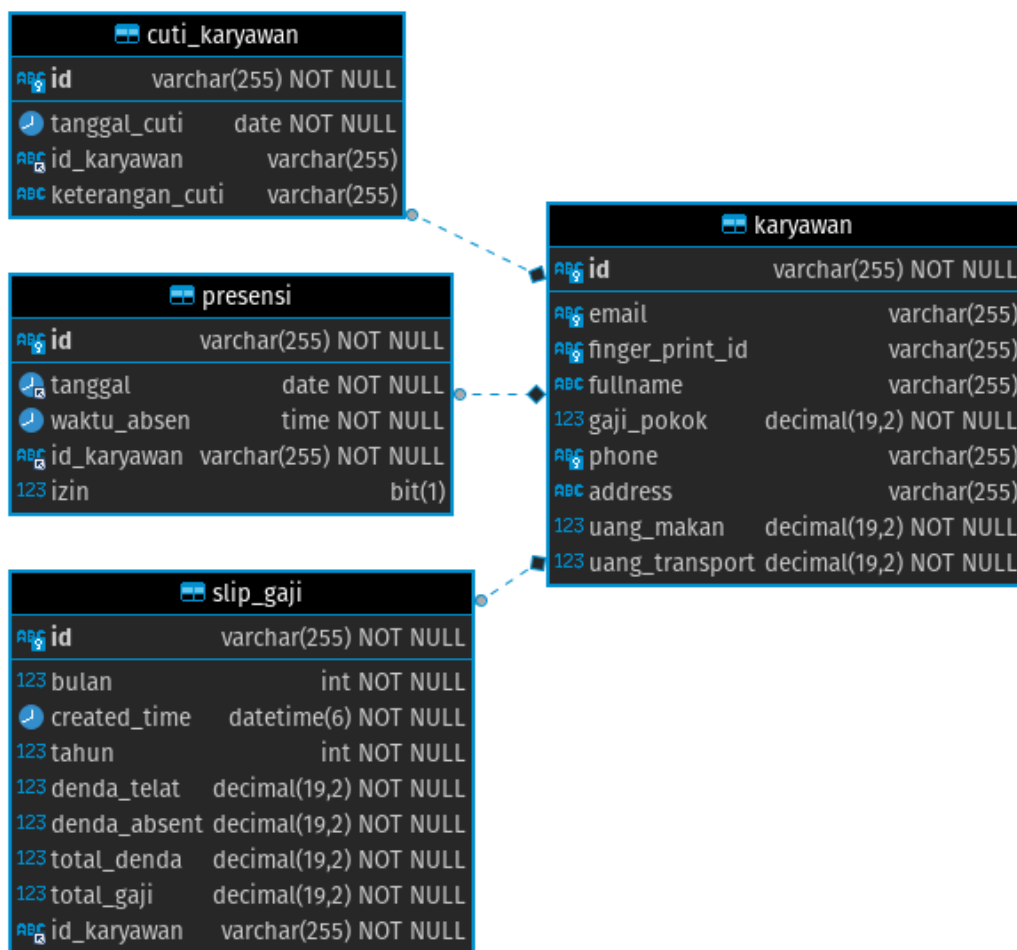 cuti_karyawan
id varchar(255) NOT NULL
tanggal_cuti date NOT NULL
id_karyawan varchar(255)
keterangan_cuti varchar(255)
presensi
id varchar(255) NOT NULL
tanggal date NOT NULL
waktu_absen time NOT NULL
id_karyawan varchar(255) NOT NULL
izin bit(1)
slip_gaji
id varchar(255) NOT NULL
bulan int NOT NULL
created_time datetime(6) NOT NULL
tahun int NOT NULL
denda_telat decimal(19,2) NOT NULL
denda_absent decimal(19,2) NOT NULL
total_denda decimal(19,2) NOT NULL
total_gaji decimal(19,2) NOT NULL
id_karyawan varchar(255) NOT NULL
karyawan
id varchar(255) NOT NULL
email varchar(255)
finger_print_id varchar(255)
fullname varchar(255)
gaji_pokok decimal(19,2) NOT NULL
phone varchar(255)
address varchar(255)
uang_makan decimal(19,2) NOT NULL
uang_transport decimal(19,2) NOT NULL